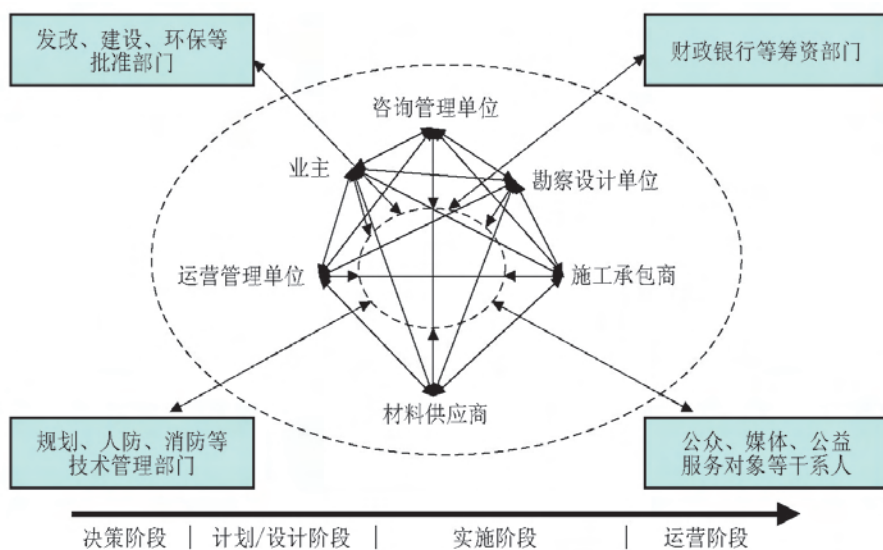 发改、建设、环保等
批准部门
财政银行等筹资部门
咨询管理单位
业主
勘察设计单位
运营管理单位
施工承包商
材料供应商
规划、人防、消防等
技术管理部门
公众、媒体、公益
服务对象等干系人
决策阶段 | 计划/设计阶段 | 实施阶段 | 运营阶段